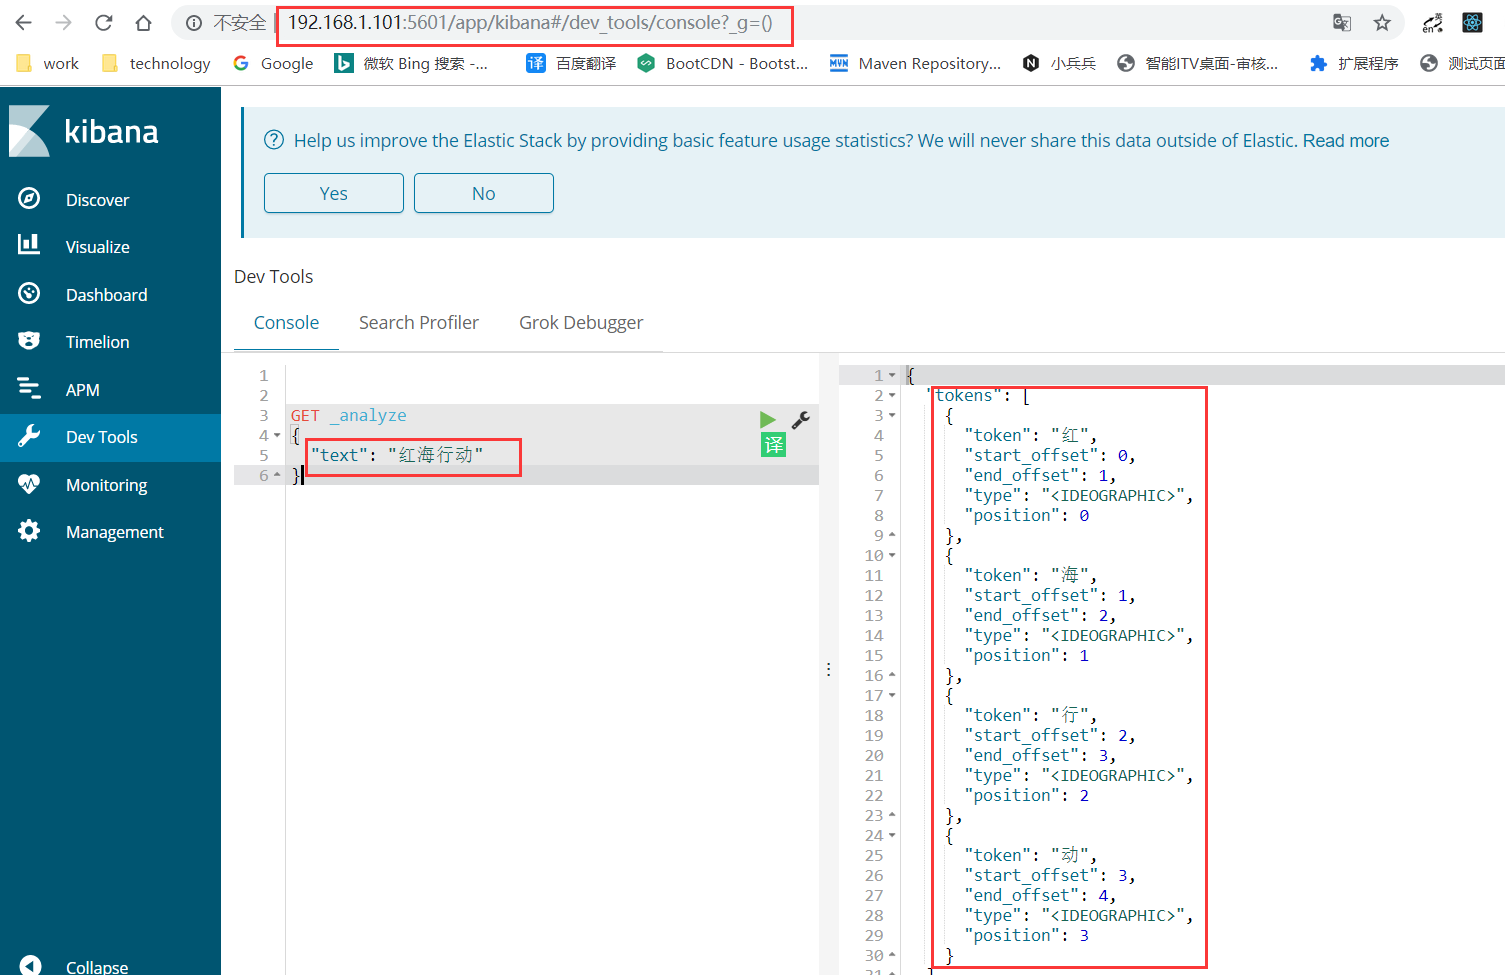 不安全 192.168.1.101:5601/app/kibana#/dev_tools/console?_g=()
work technology Google 微软 Bing 搜索 -... 百度翻译 BootCDN - Bootst... Maven Repository... 小兵兵 智能ITV桌面-审核... 扩展程序 测试页面
kibana
Discover
Visualize
Dashboard
Timelion
APM
Dev Tools
Monitoring
Management
Collapse
Help us improve the Elastic Stack by providing basic feature usage statistics? We will never share this data outside of Elastic. Read more
Yes No
Dev Tools
Console Search Profiler Grok Debugger
1
2
3 GET _analyze
4 {
5 "text": "红海行动"
6 }
译
1 {
2 "tokens": [
3 {
4 "token": "红",
5 "start_offset": 0,
6 "end_offset": 1,
7 "type": "<IDEOGRAPHIC>",
8 "position": 0
9 },
10 {
11 "token": "海",
12 "start_offset": 1,
13 "end_offset": 2,
14 "type": "<IDEOGRAPHIC>",
15 "position": 1
16 },
17 {
18 "token": "行",
19 "start_offset": 2,
20 "end_offset": 3,
21 "type": "<IDEOGRAPHIC>",
22 "position": 2
23 },
24 {
25 "token": "动",
26 "start_offset": 3,
27 "end_offset": 4,
28 "type": "<IDEOGRAPHIC>",
29 "position": 3
30 }
31 ]